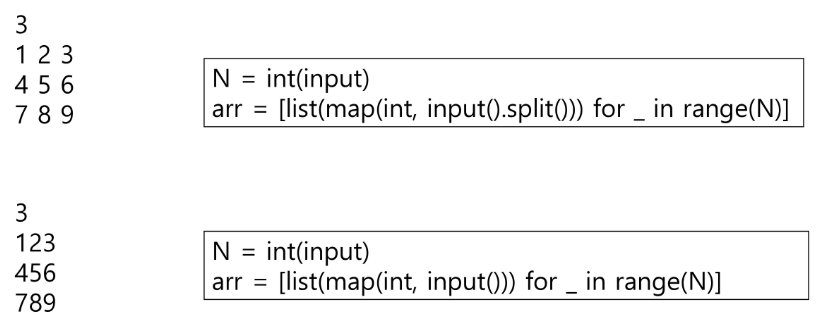 3
1 2 3
4 5 6
7 8 9
N = int(input)
arr = [list(map(int, input().split())) for _ in range(N)]
3
123
456
789
N = int(input)
arr = [list(map(int, input())) for _ in range(N)]